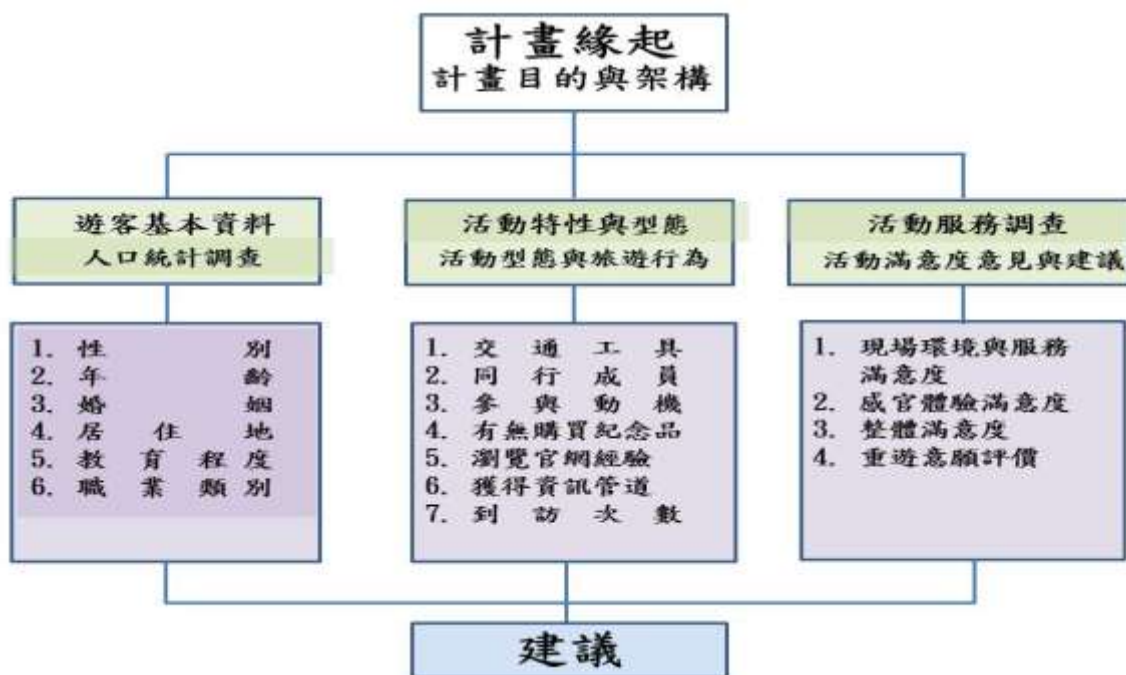 計畫緣起
計畫目的與架構
遊客基本資料
人口統計調查
活動特性與型態
活動型態與旅遊行為
活動服務調查
活動滿意度意見與建議
1. 性別
2. 年齡
3. 婚姻
4. 居住地
5. 教育程度
6. 職業類別
1. 交通工具
2. 同行成員
3. 參與動機
4. 有無購買紀念品
5. 瀏覽官網經驗
6. 獲得資訊管道
7. 到訪次數
1. 現場環境與服務
滿意度
2. 感官體驗滿意度
3. 整體滿意度
4. 重遊意願評價
建議